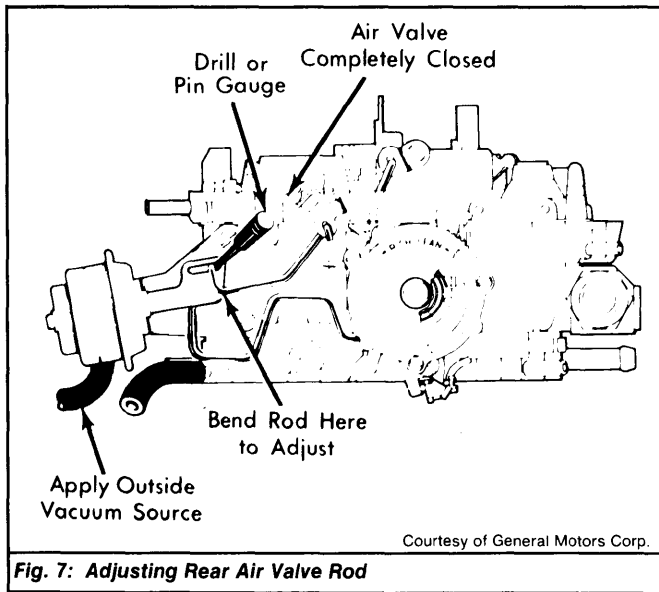 Air Valve
Completely Closed
Drill or
Pin Gauge
Bend Rod Here
to Adjust
Apply Outside
Vacuum Source
Courtesy of General Motors Corp.
Fig. 7: Adjusting Rear Air Valve Rod